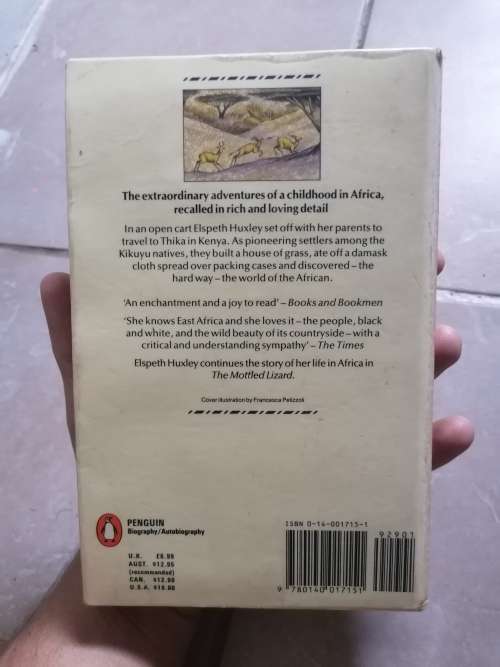 The extraordinary adventures of a childhood in Africa,
recalled in rich and loving detail
In an open cart Elspeth Huxley set off with her parents to
travel to Thika in Kenya. As pioneering settlers among the
Kikuyu natives, they built a house of grass, ate off a damask
cloth spread over packing cases and discovered – the
hard way – the world of the African.
'An enchantment and a joy to read' – Books and Bookmen
'She knows East Africa and she loves it – the people, black
and white, and the wild beauty of its countryside – with a
critical and understanding sympathy' – The Times
Elspeth Huxley continues the story of her life in Africa in
The Mottled Lizard.
Cover illustration by Francesca Pelizzoli
PENGUIN
Biography/Autobiography
U.K. £6.99
AUST. $12.95
(recommended)
CAN. $12.99
U.S.A.
ISBN 0-14-001715-1
92901
9 780140 017151